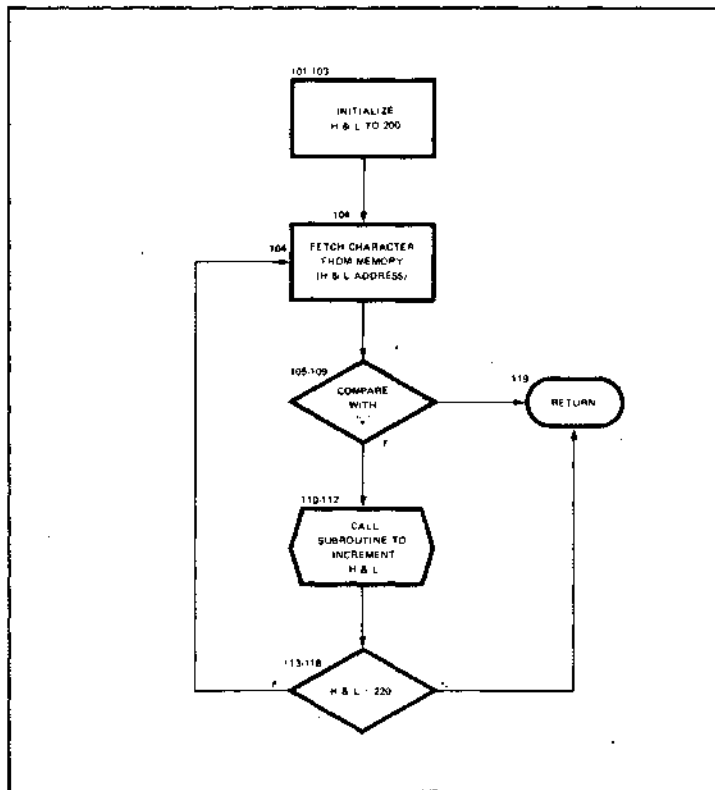 101-103
INITIALIZE
H & L TO 200
104
104
FETCH CHARACTER
FROM MEMORY
(H & L ADDRESS)
105-109
COMPARE
WITH
F
119
RETURN
110-112
CALL
SUBROUTINE TO
INCREMENT
H & L
113-118
F
H & L = 220